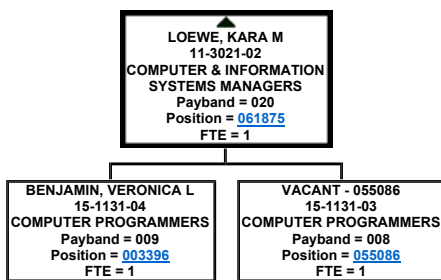 LOEWE, KARA M
11-3021-02
COMPUTER & INFORMATION
SYSTEMS MANAGERS
Payband = 020
Position = 061875
FTE = 1
BENJAMIN, VERONICA L
15-1131-04
COMPUTER PROGRAMMERS
Payband = 009
Position = 003396
FTE = 1
VACANT - 055086
15-1131-03
COMPUTER PROGRAMMERS
Payband = 008
Position = 055086
FTE = 1